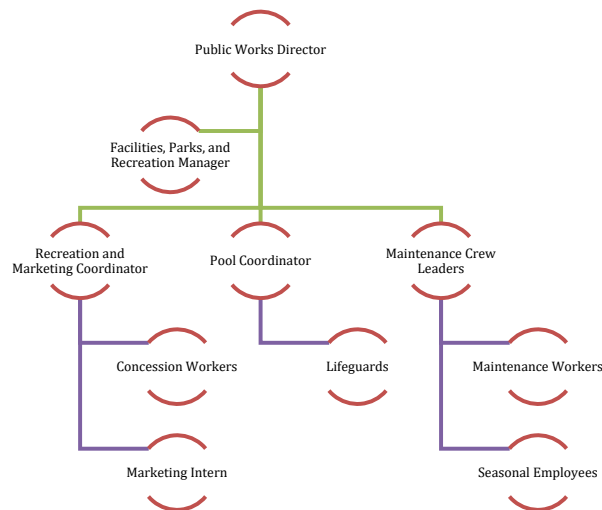 Public Works Director
Facilities, Parks, and
Recreation Manager
Recreation and
Marketing Coordinator
Pool Coordinator
Maintenance Crew
Leaders
Concession Workers
Lifeguards
Maintenance Workers
Marketing Intern
Seasonal Employees